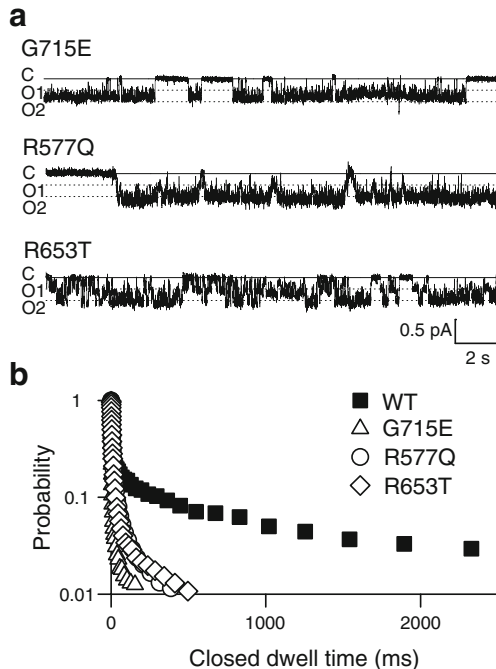 a
G715E
C
O1
O2
R577Q
C
O1
O2
R653T
C
O1
O2
0.5 pA
2 s
b
WT
G715E
R577Q
R653T
Probability
1
0.1
0.01
0
1000
2000
Closed dwell time (ms)